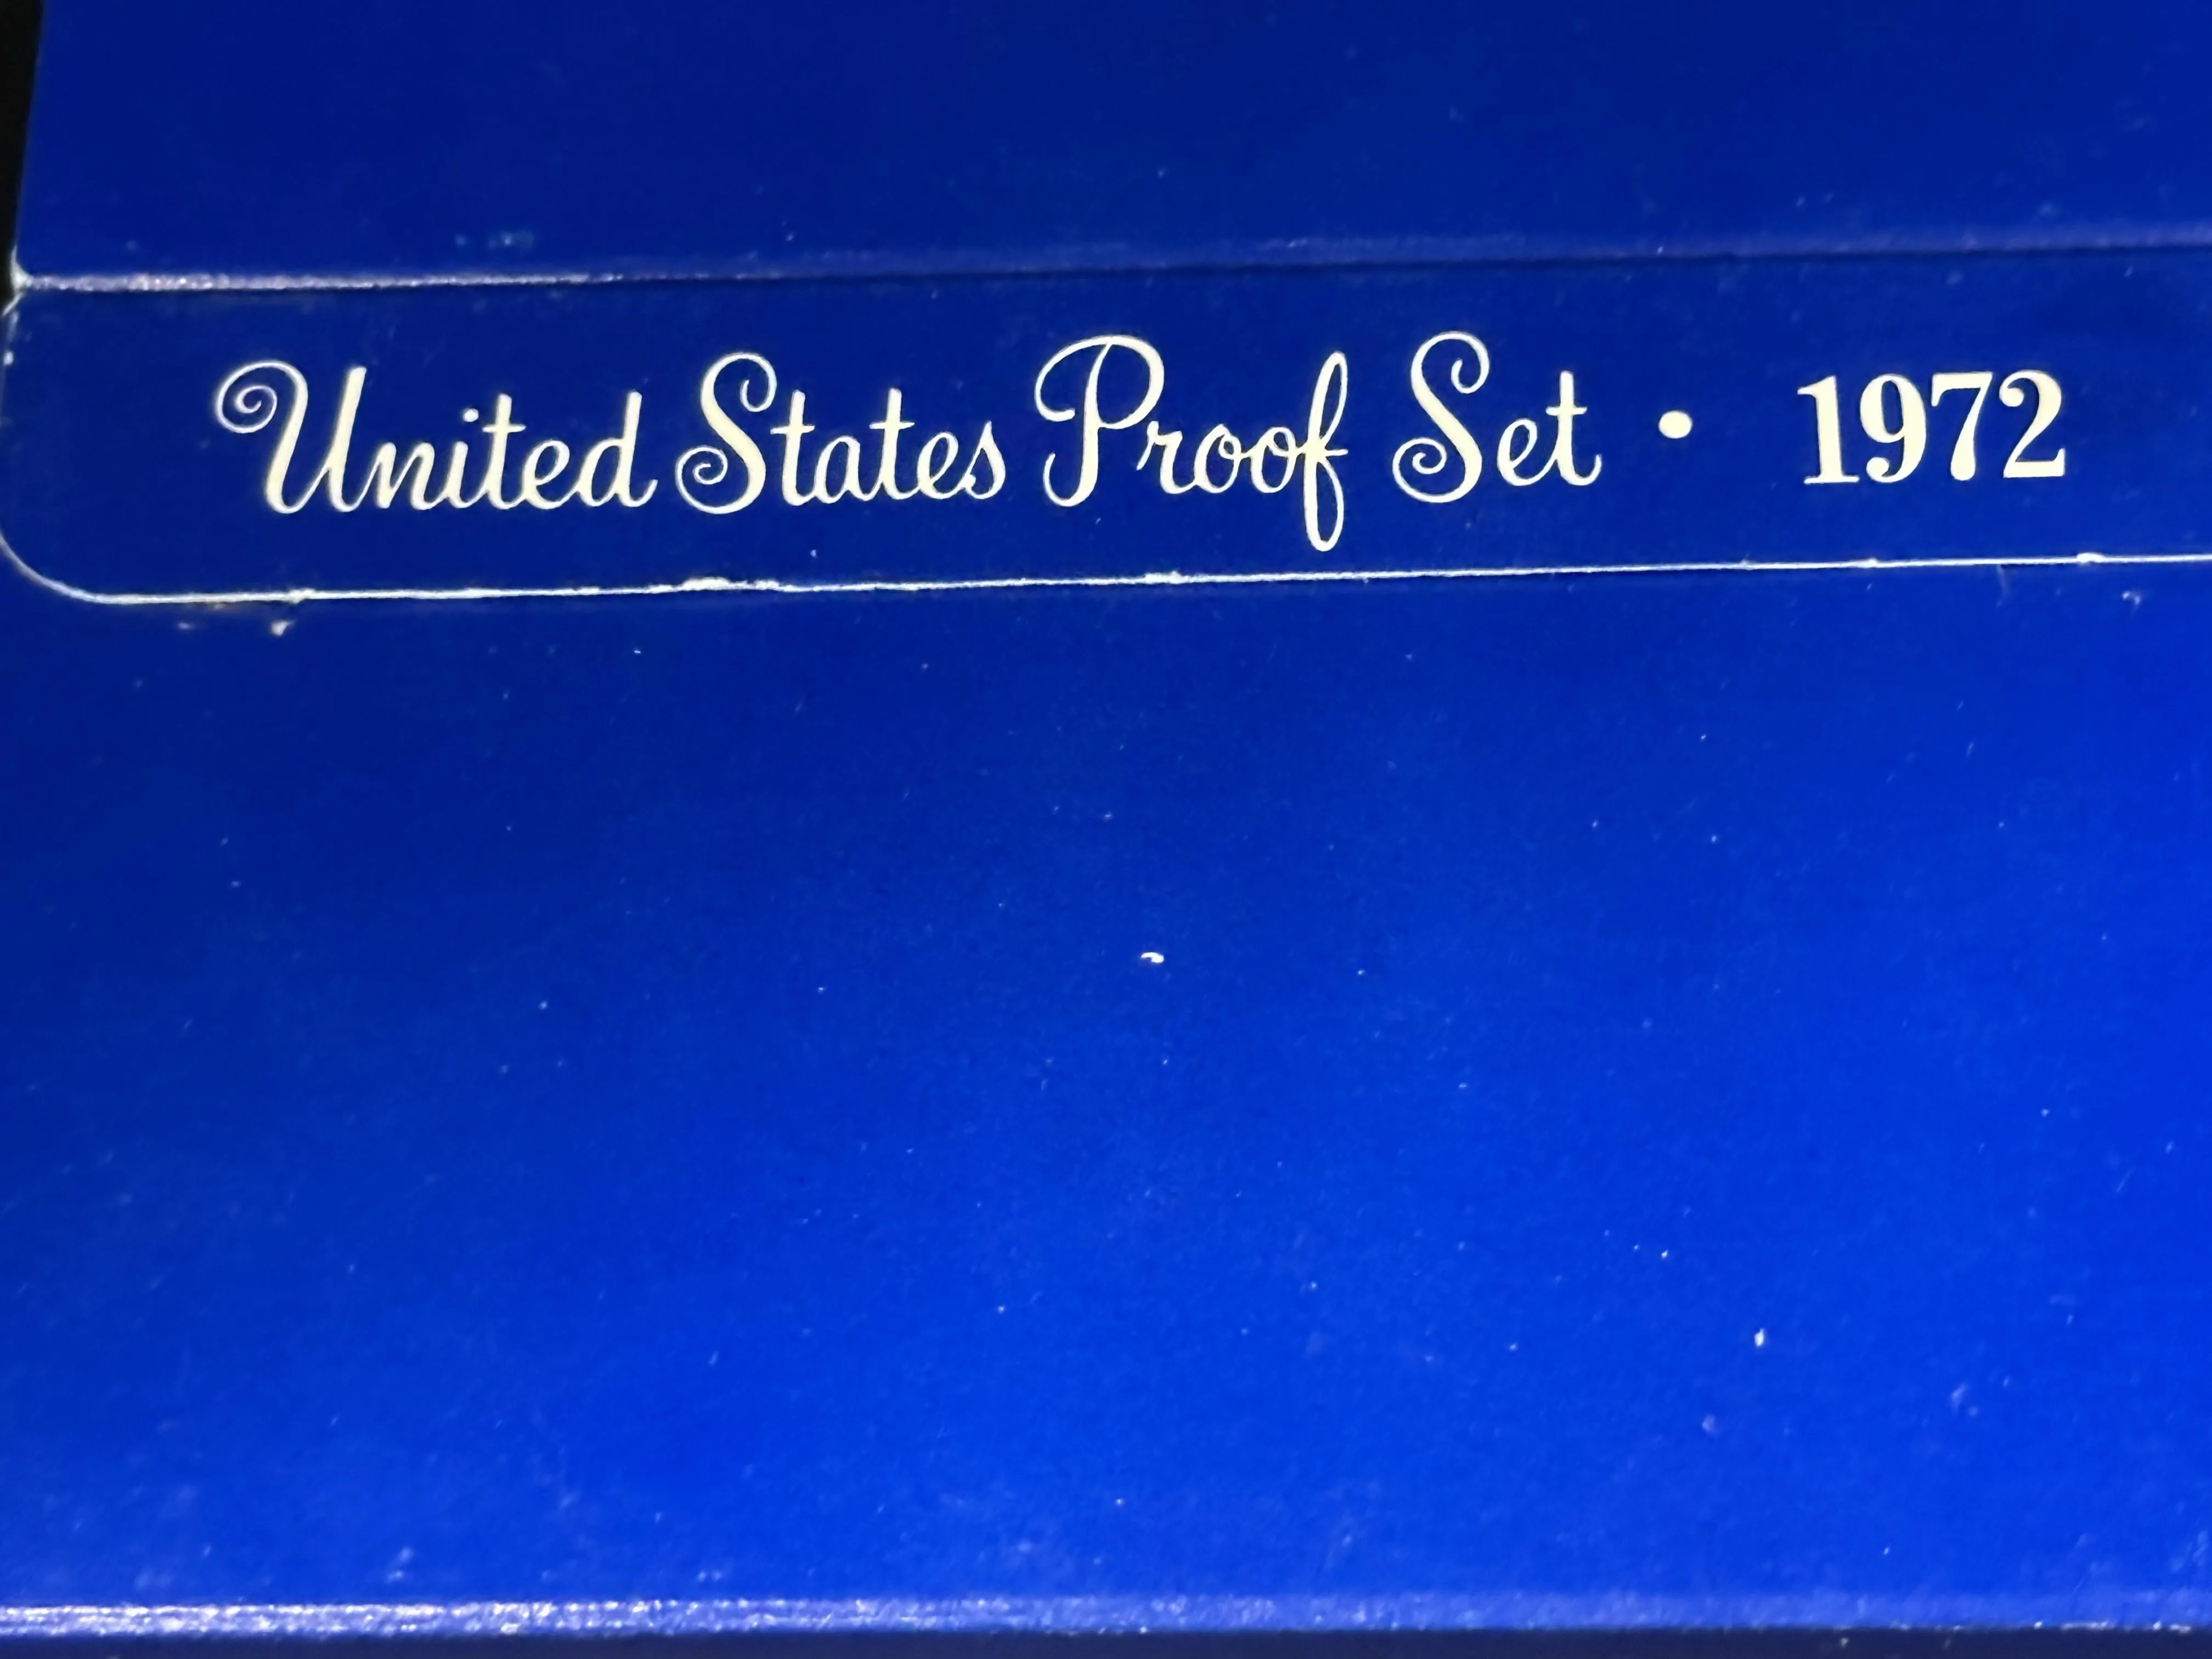 United States Proof Set • 1972